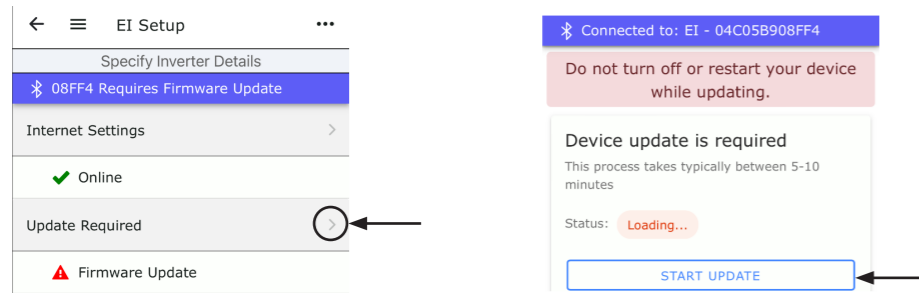 EI Setup
Specify Inverter Details
08FF4 Requires Firmware Update
Internet Settings
Online
Update Required
Firmware Update
Connected to: EI - 04C05B908FF4
Do not turn off or restart your device
while updating.
Device update is required
This process takes typically between 5-10
minutes
Status: Loading...
START UPDATE